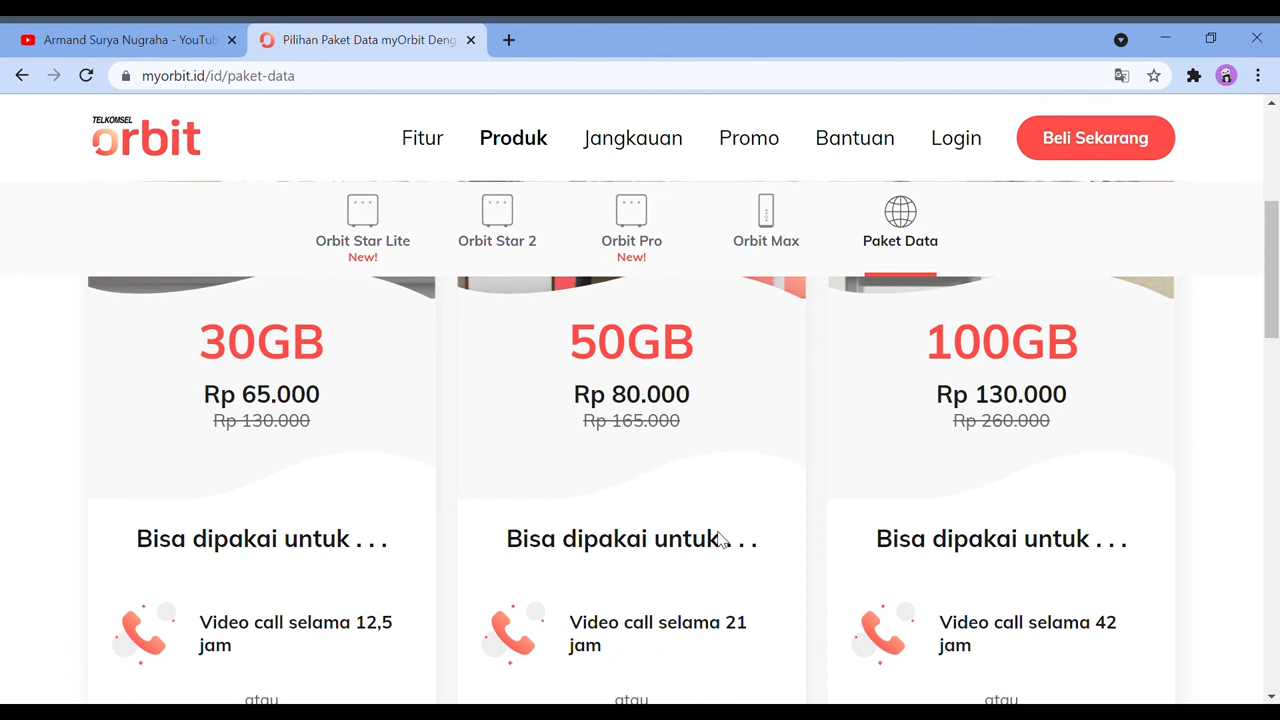 Armand Surya Nugraha - YouTub
Pilihan Paket Data myOrbit Deng
myorbit.id/id/paket-data
TELKOMSEL
orbit
Fitur
Produk
Jangkauan
Promo
Bantuan
Login
Beli Sekarang
Orbit Star Lite
New!
Orbit Star 2
Orbit Pro
New!
Orbit Max
Paket Data
30GB
Rp 65.000
Rp 130.000
Bisa dipakai untuk . . .
Video call selama 12,5
jam
atau
50GB
Rp 80.000
Rp 165.000
Bisa dipakai untuk . . .
Video call selama 21
jam
atau
100GB
Rp 130.000
Rp 260.000
Bisa dipakai untuk . . .
Video call selama 42
jam
atau